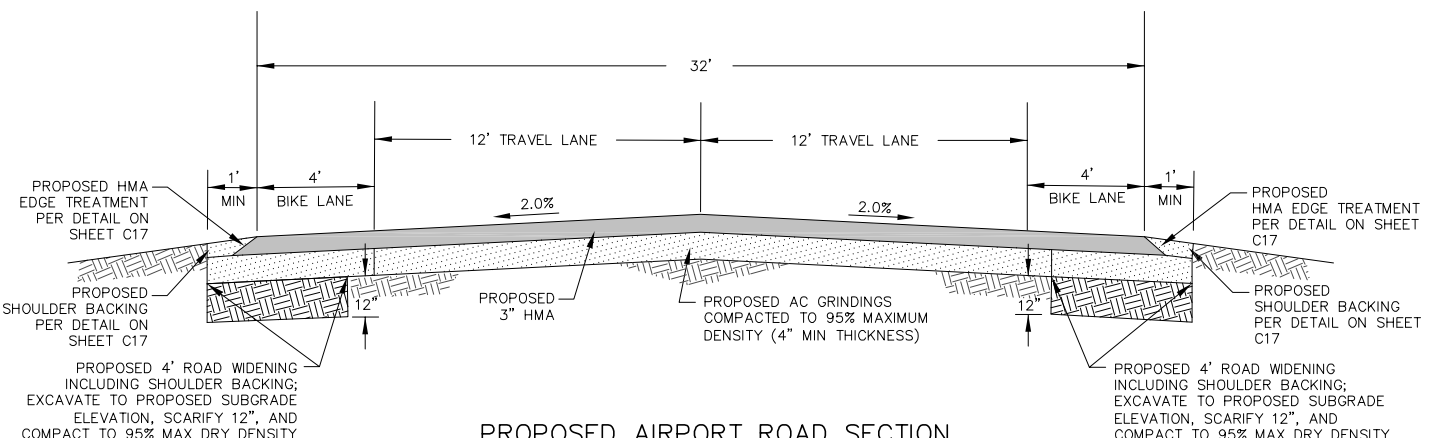 32'
12' TRAVEL LANE
12' TRAVEL LANE
1'
MIN
4'
BIKE LANE
4'
BIKE LANE
1'
MIN
2.0%
2.0%
PROPOSED HMA
EDGE TREATMENT
PER DETAIL ON
SHEET C17
PROPOSED
HMA EDGE TREATMENT
PER DETAIL ON SHEET
C17
PROPOSED
SHOULDER BACKING
PER DETAIL ON
SHEET C17
12"
PROPOSED
3" HMA
PROPOSED AC GRINDINGS
COMPACTED TO 95% MAXIMUM
DENSITY (4" MIN THICKNESS)
12"
PROPOSED
SHOULDER BACKING
PER DETAIL ON SHEET
C17
PROPOSED 4' ROAD WIDENING
INCLUDING SHOULDER BACKING;
EXCAVATE TO PROPOSED SUBGRADE
ELEVATION, SCARIFY 12", AND
COMPACT TO 95% MAX DRY DENSITY
PROPOSED 4' ROAD WIDENING
INCLUDING SHOULDER BACKING;
EXCAVATE TO PROPOSED SUBGRADE
ELEVATION, SCARIFY 12", AND
COMPACT TO 95% MAX DRY DENSITY
PROPOSED AIRPORT ROAD SECTION